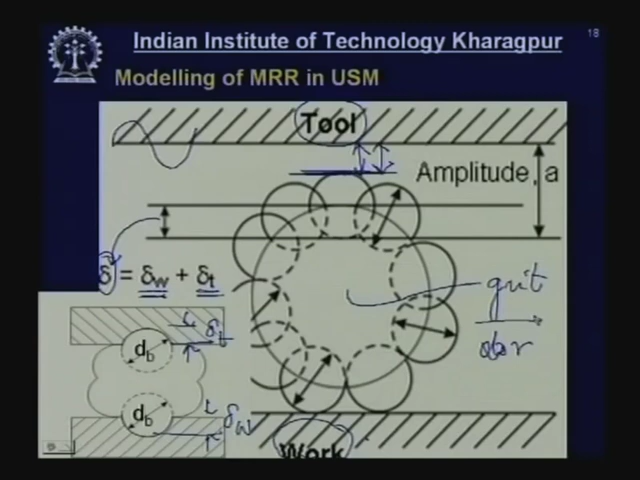 Indian Institute of Technology Kharagpur
18
Modelling of MRR in USM
Tool
Amplitude, a
δ = δw + δt
grit
db
δt
db
δw
Work